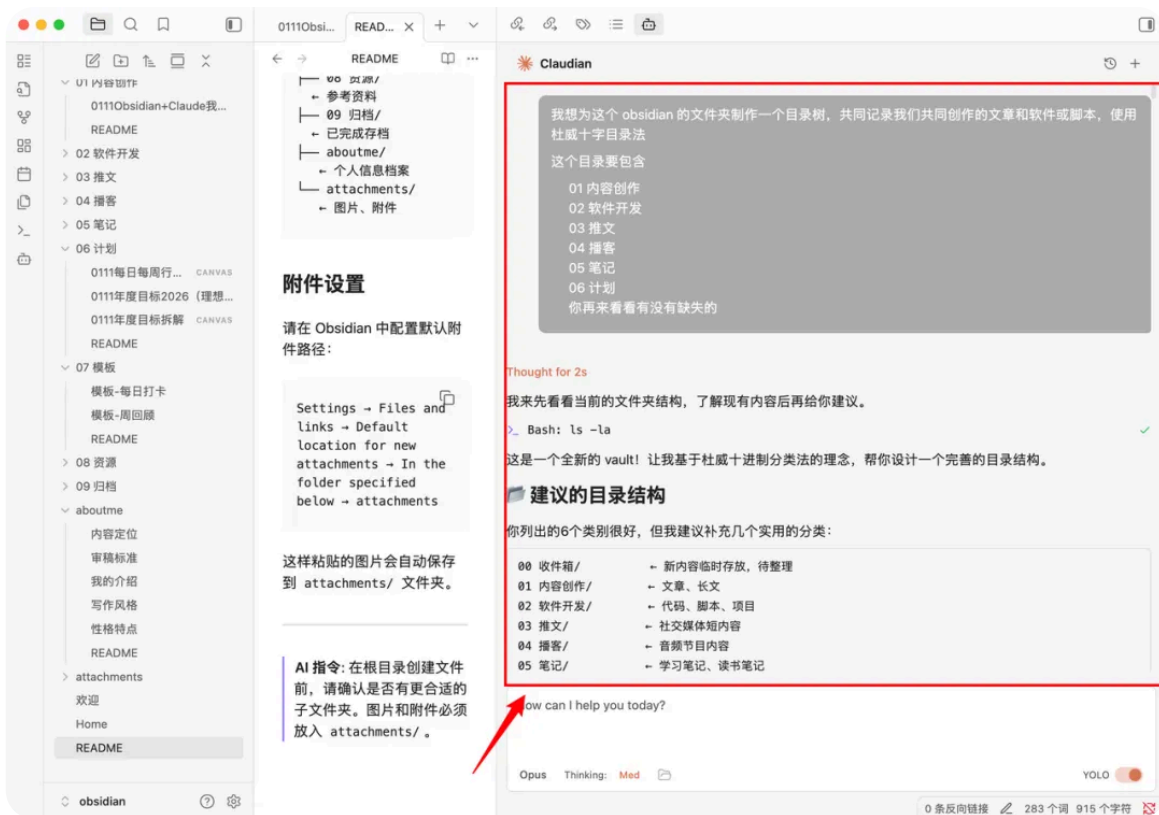 0111Obsi...
READ...
01 内容创作
0111Obsidian+Claude我...
README
02 软件开发
03 推文
04 播客
05 笔记
06 计划
0111每日每周行... CANVAS
0111年度目标2026（理想...
0111年度目标拆解 CANVAS
README
07 模板
模板-每日打卡
模板-周回顾
README
08 资源
09 归档
aboutme
内容定位
审稿标准
我的介绍
写作风格
性格特点
README
attachments
欢迎
Home
README
obsidian
README
├── 08 资源/
← 参考资料
├── 09 归档/
← 已完成存档
├── aboutme/
← 个人信息档案
└── attachments/
← 图片、附件
附件设置
请在 Obsidian 中配置默认附
件路径：
Settings → Files and
links → Default
location for new
attachments → In the
folder specified
below → attachments
这样粘贴的图片会自动保存
到 attachments/ 文件夹。
AI 指令: 在根目录创建文件
前，请确认是否有更合适的
子文件夹。图片和附件必须
放入 attachments/ 。
Claudian
我想为这个 obsidian 的文件夹制作一个目录树，共同记录我们共同创作的文章和软件或脚本，使用
杜威十字目录法
这个目录要包含
01 内容创作
02 软件开发
03 推文
04 播客
05 笔记
06 计划
你再来看看有没有缺失的
Thought for 2s
我来先看看当前的文件夹结构，了解现有内容后再给你建议。
Bash: ls -la
这是一个全新的 vault！让我基于杜威十进制分类法的理念，帮你设计一个完善的目录结构。
建议的目录结构
你列出的6个类别很好，但我建议补充几个实用的分类：
00 收件箱/ ← 新内容临时存放，待整理
01 内容创作/ ← 文章、长文
02 软件开发/ ← 代码、脚本、项目
03 推文/ ← 社交媒体短内容
04 播客/ ← 音频节目内容
05 笔记/ ← 学习笔记、读书笔记
How can I help you today?
Opus Thinking: Med
YOLO
0 条反向链接 283 个词 915 个字符